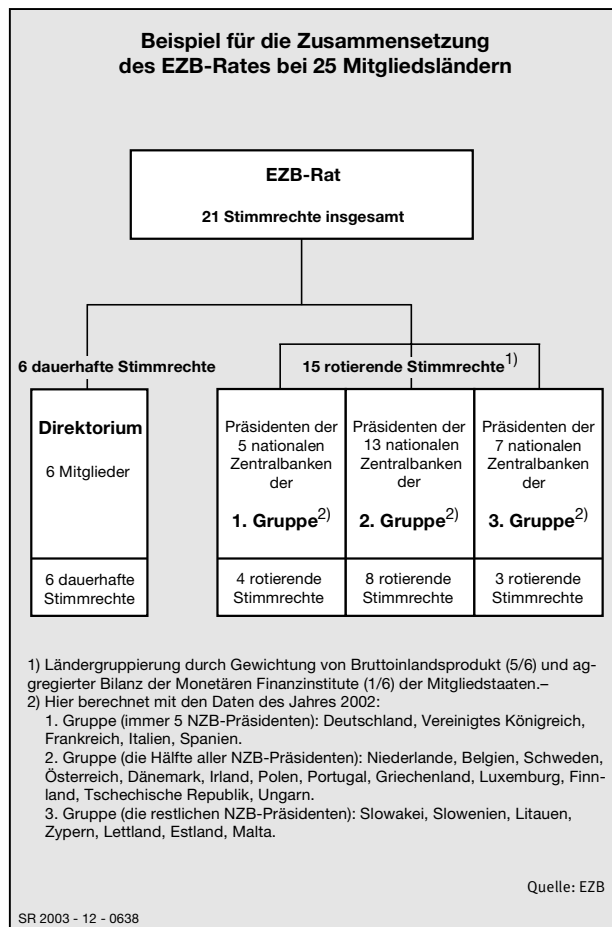 Beispiel für die Zusammensetzung
des EZB-Rates bei 25 Mitgliedsländern
EZB-Rat
21 Stimmrechte insgesamt
6 dauerhafte Stimmrechte
15 rotierende Stimmrechte1)
Direktorium
6 Mitglieder
6 dauerhafte
Stimmrechte
Präsidenten der
5 nationalen
Zentralbanken
der
1. Gruppe2)
4 rotierende
Stimmrechte
Präsidenten der
13 nationalen
Zentralbanken
der
2. Gruppe2)
8 rotierende
Stimmrechte
Präsidenten der
7 nationalen
Zentralbanken
der
3. Gruppe2)
3 rotierende
Stimmrechte
1) Ländergruppierung durch Gewichtung von Bruttoinlandsprodukt (5/6) und ag-
gregierter Bilanz der Monetären Finanzinstitute (1/6) der Mitgliedstaaten.–
2) Hier berechnet mit den Daten des Jahres 2002:
1. Gruppe (immer 5 NZB-Präsidenten): Deutschland, Vereinigtes Königreich,
Frankreich, Italien, Spanien.
2. Gruppe (die Hälfte aller NZB-Präsidenten): Niederlande, Belgien, Schweden,
Österreich, Dänemark, Irland, Polen, Portugal, Griechenland, Luxemburg, Finn-
land, Tschechische Republik, Ungarn.
3. Gruppe (die restlichen NZB-Präsidenten): Slowakei, Slowenien, Litauen,
Zypern, Lettland, Estland, Malta.
Quelle: EZB
SR 2003 - 12 - 0638